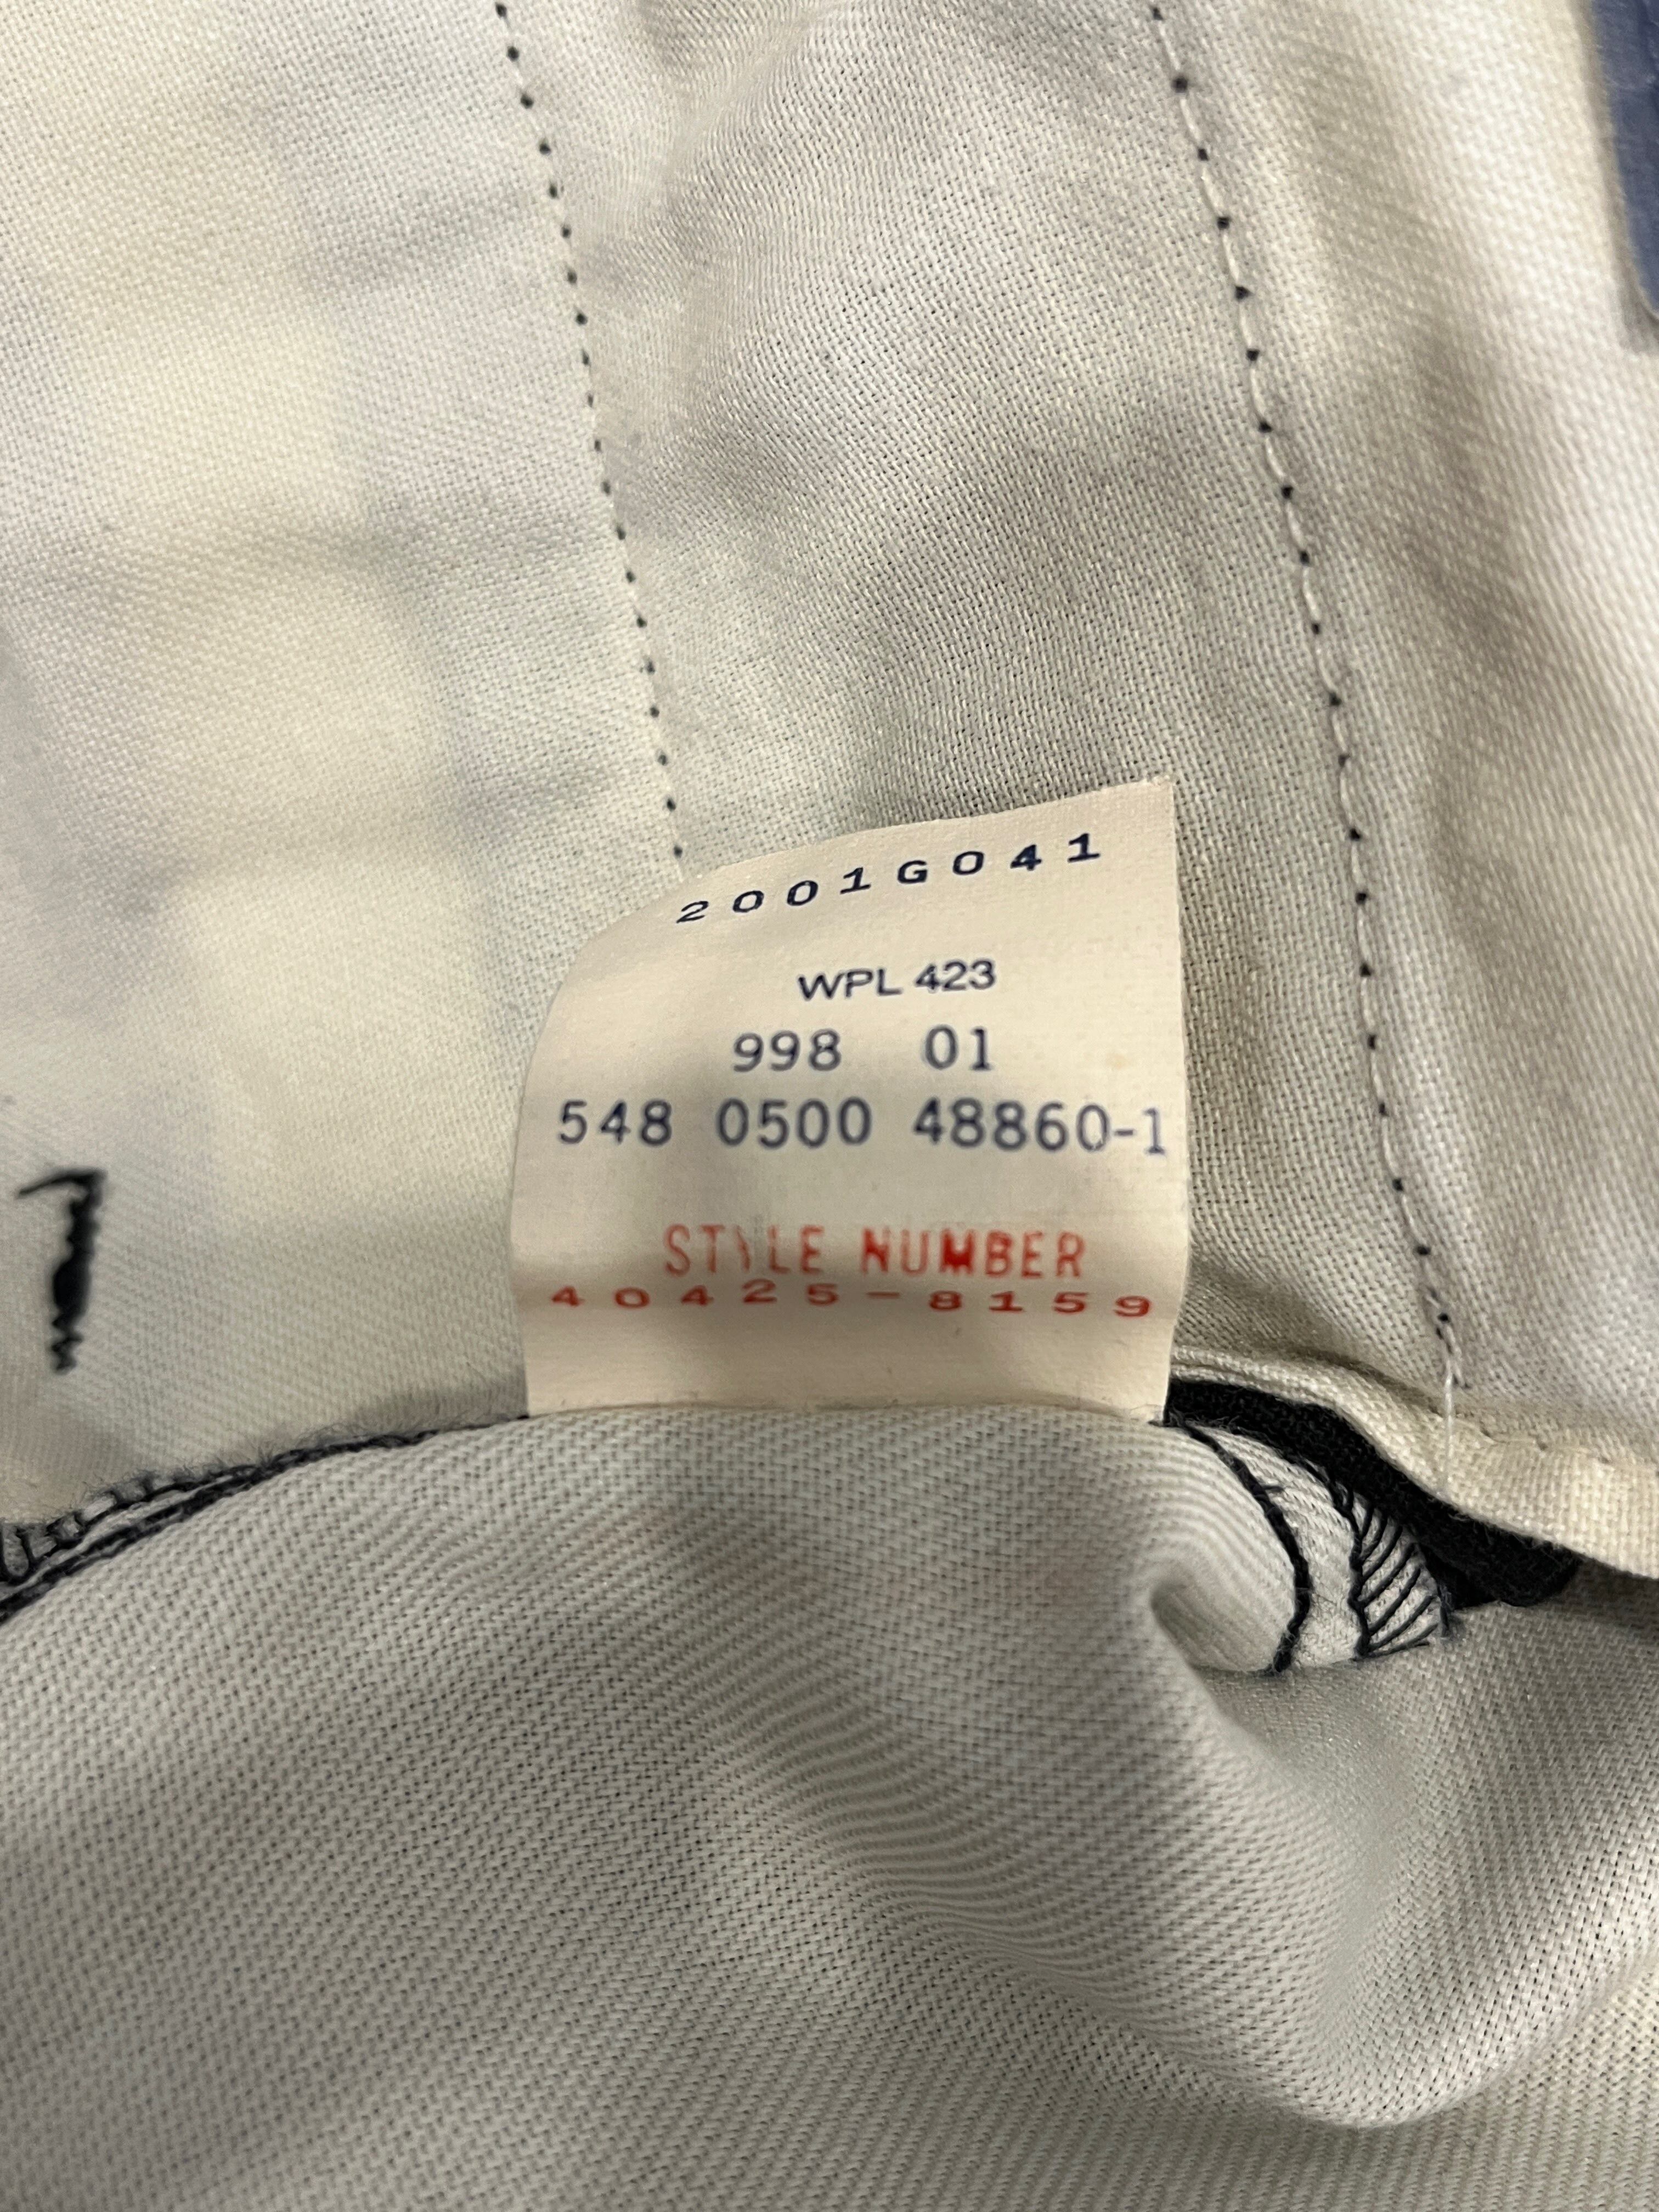 2001G041
WPL 423
998 01
548 0500 48860-1
STYLE NUMBER
40425-8159